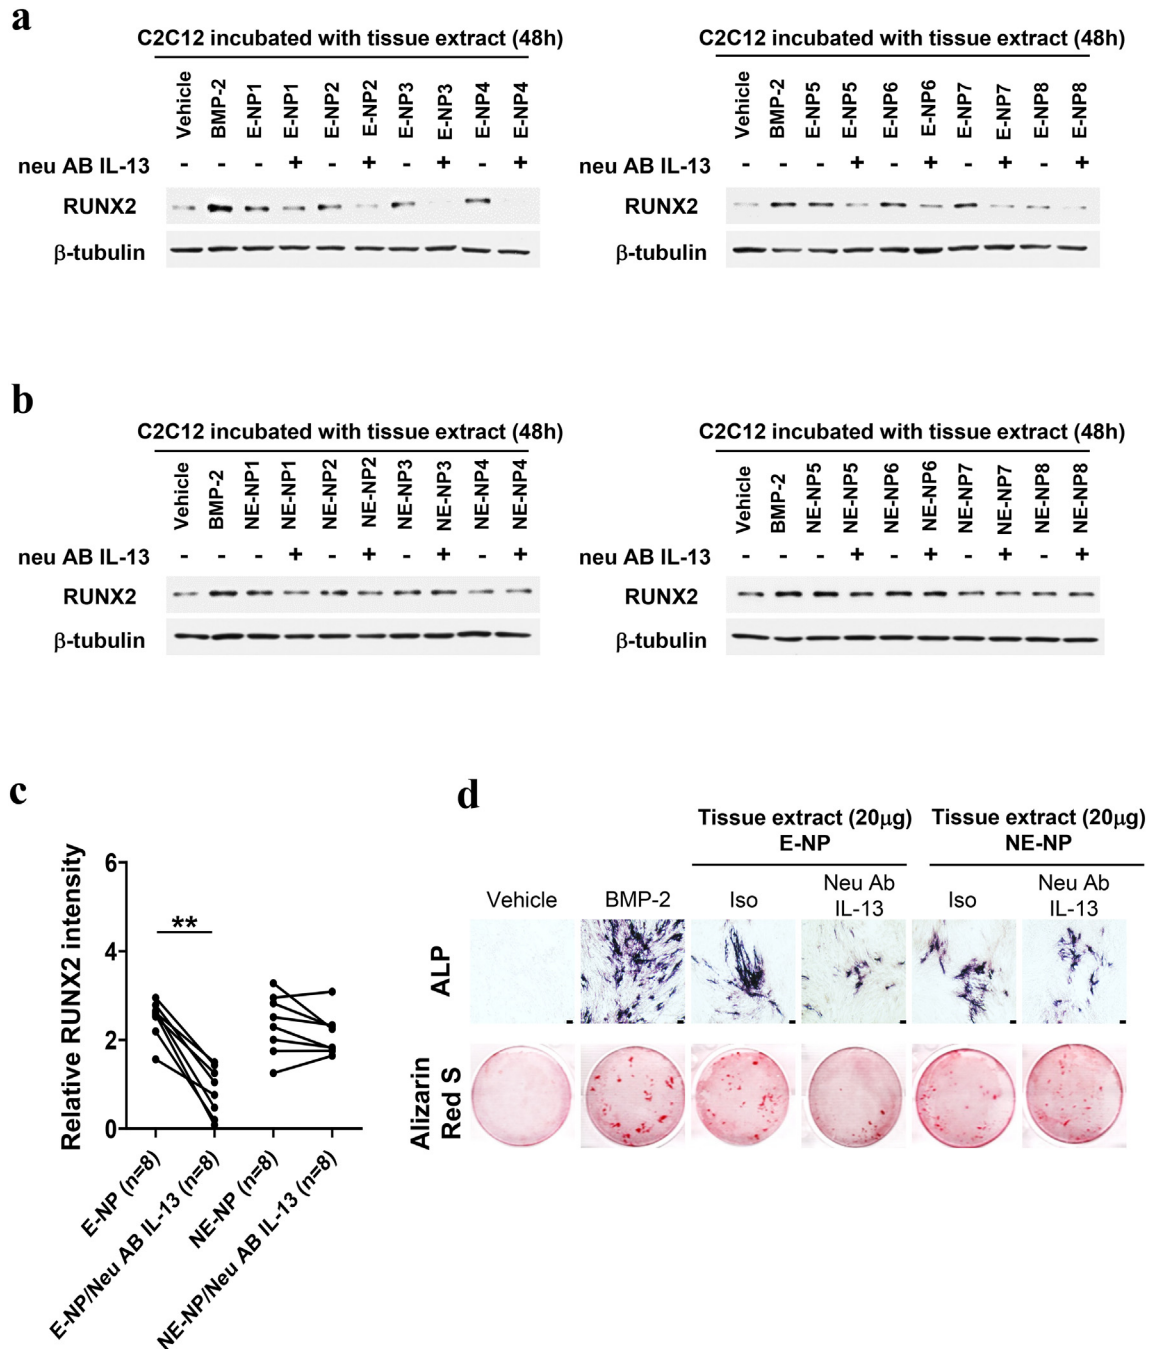 a
C2C12 incubated with tissue extract (48h)
Vehicle BMP-2 E-NP1 E-NP1 E-NP2 E-NP2 E-NP3 E-NP3 E-NP4 E-NP4
neu AB IL-13 - - - + - + - + - +
RUNX2
β-tubulin
C2C12 incubated with tissue extract (48h)
Vehicle BMP-2 E-NP5 E-NP5 E-NP6 E-NP6 E-NP7 E-NP7 E-NP8 E-NP8
neu AB IL-13 - - - + - + - + - +
RUNX2
β-tubulin
b
C2C12 incubated with tissue extract (48h)
Vehicle BMP-2 NE-NP1 NE-NP1 NE-NP2 NE-NP2 NE-NP3 NE-NP3 NE-NP4 NE-NP4
neu AB IL-13 - - - + - + - + - +
RUNX2
β-tubulin
C2C12 incubated with tissue extract (48h)
Vehicle BMP-2 NE-NP5 NE-NP5 NE-NP6 NE-NP6 NE-NP7 NE-NP7 NE-NP8 NE-NP8
neu AB IL-13 - - - + - + - + - +
RUNX2
β-tubulin
c
Relative RUNX2 intensity
6
4
2
0
**
E-NP (n=8)
E-NP/Neu AB IL-13 (n=8)
NE-NP (n=8)
NE-NP/Neu AB IL-13 (n=8)
d
Tissue extract (20μg)
E-NP
Tissue extract (20μg)
NE-NP
Vehicle
BMP-2
Iso
Neu Ab
IL-13
Iso
Neu Ab
IL-13
ALP
Alizarin
Red S